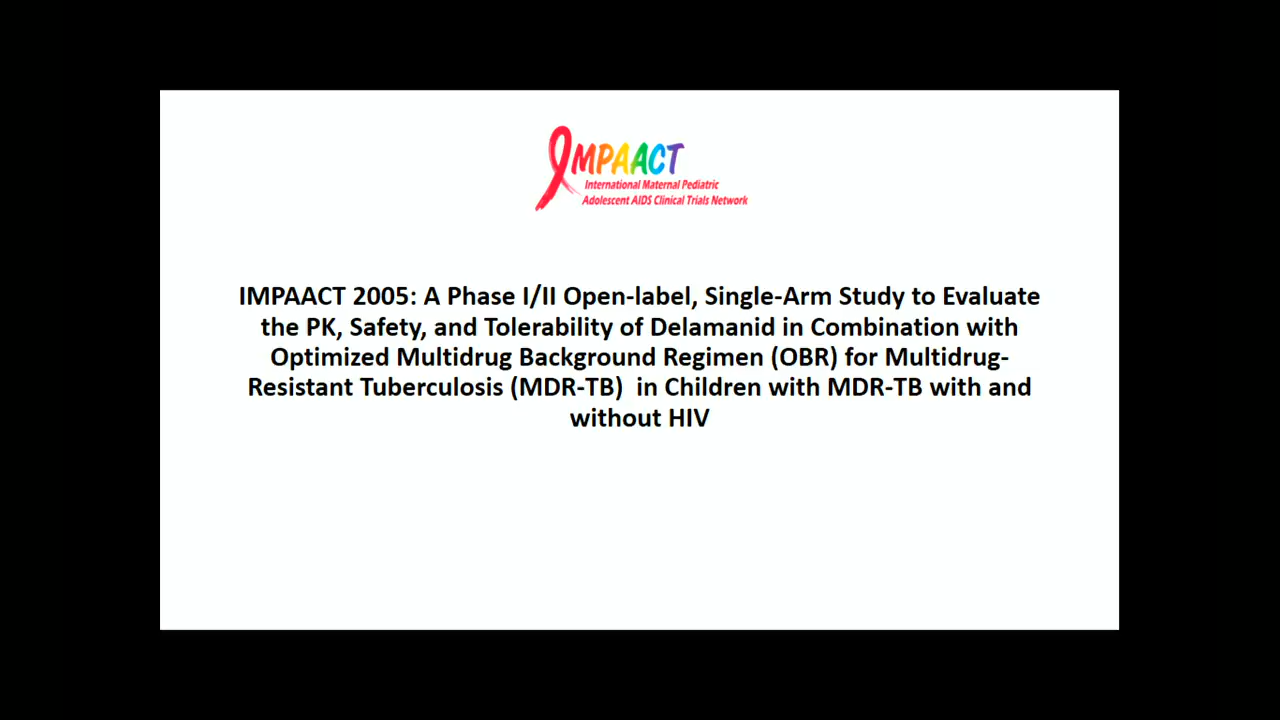 IMPAACT
International Maternal Pediatric
Adolescent AIDS Clinical Trials Network
IMPAACT 2005: A Phase I/II Open-label, Single-Arm Study to Evaluate
the PK, Safety, and Tolerability of Delamanid in Combination with
Optimized Multidrug Background Regimen (OBR) for Multidrug-
Resistant Tuberculosis (MDR-TB)  in Children with MDR-TB with and
without HIV